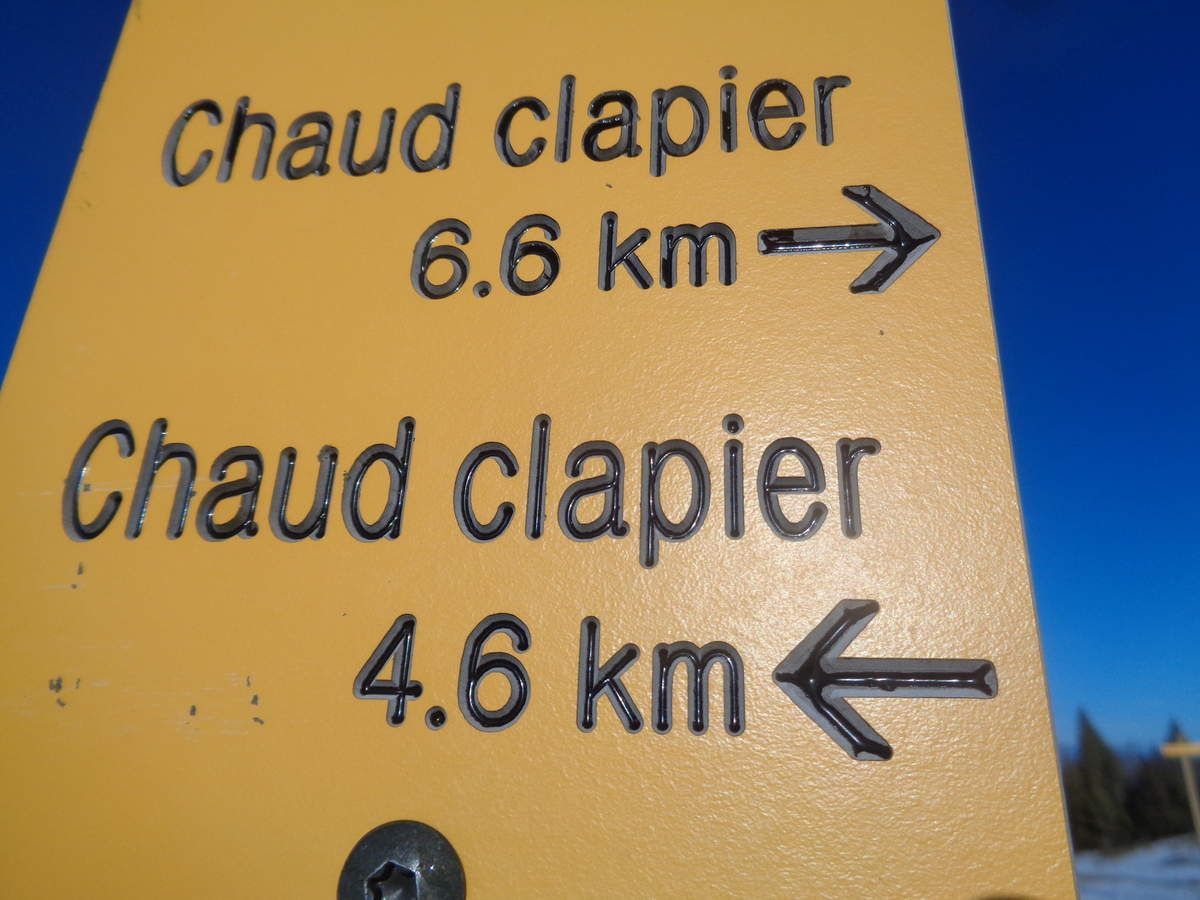 Chaud clapier
6.6 km →
Chaud clapier
4.6 km ←